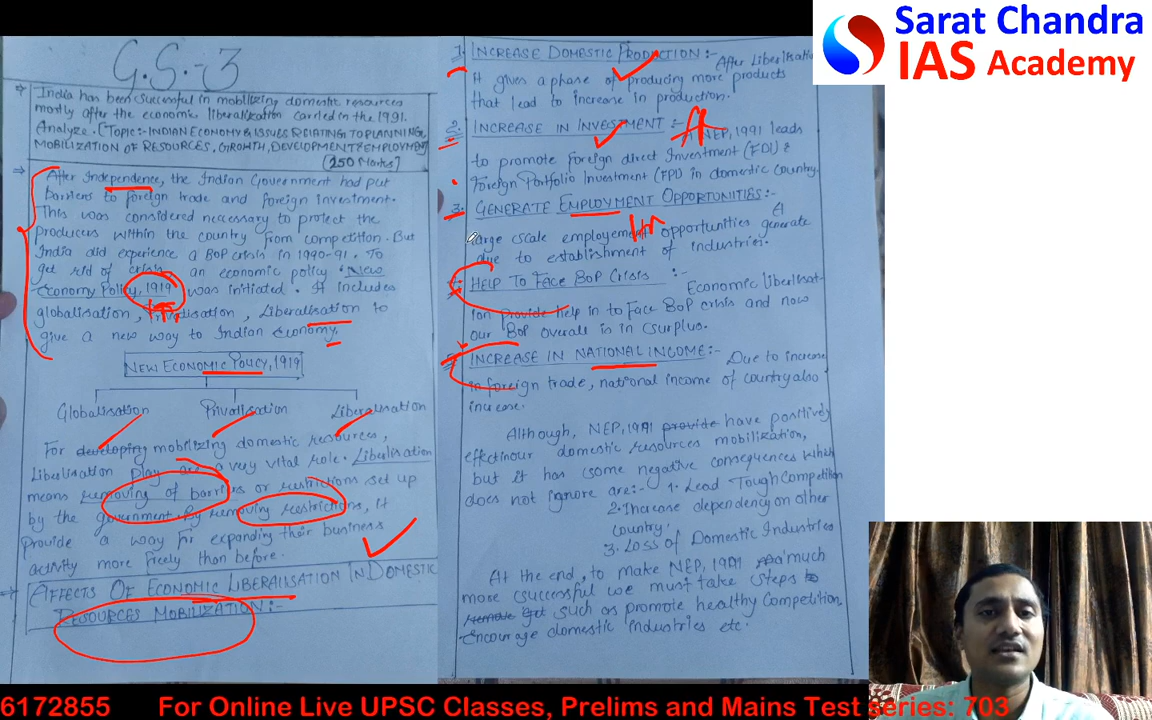 Sarat Chandra
IAS Academy
G.S.-3
India has been successful in mobilizing domestic resources
mostly after the economic liberalization carried in the 1991.
Analyze. [Topic:- INDIAN ECONOMY & ISSUES RELATING TO PLANNING,
MOBILIZATION OF RESOURCES, GROWTH, DEVELOPMENT & EMPLOYMENT]
(250 Marks)
After Independence, the Indian Government had put
barriers to foreign trade and foreign investment.
This was considered necessary to protect the
producers within the country from competition. But
India did experience a BoP crisis in 1990-91. To
get rid of crisis an economic policy. New
Economy Policy, 1919 was initiated. It includes
globalisation, Liberalisation to
give a new way to Indian Economy.
NEW ECONOMIC POLICY, 1919
Globalisation Privatisation Liberalisation
For developing mobilizing domestic resources,
Liberlisation play a very vital role. Liberlisation
means removing of barriers or restrictions set up
by the government. By removing restrictions, it
provide a way for expanding their business
activity more freely than before.
AFFECTS OF ECONOMIC LIBERALISATION IN DOMESTIC
RESOURCES MOBILIZATION:-
1. INCREASE DOMESTIC PRODUCTION:- After Liberlisation
it gives a phase of producing more products
that lead to increase in production.
2. INCREASE IN INVESTMENT:- NEP, 1991 leads
to promote foreign direct Investment (FDI) &
Foreign Portfolio Investment (FPI) in domestic country.
3. GENERATE EMPLOYMENT OPPORTUNITIES:- A
large scale employement opportunities generate
due to establishment of industries.
4. HELP TO FACE BOP CRISIS :- Economic liberlisat-
ion provide help in to Face BoP crisis and now
our BoP overall is in surplus.
5. INCREASE IN NATIONAL INCOME:- Due to increase
in foreign trade, national income of country also
increase.
Although, NEP, 1991 provide have positively
effect in our domestic resources mobilization,
but it has some negative consequences which
does not ignore are:- 1. Lead Tough Competition
2. Increase dependency on other
country.
3. Loss of Domestic Industries
At the end, to make NEP, 1991 much
more successful we must take steps
such as promote healthy Competition.
Encourage domestic industries etc.
6172855 For Online Live UPSC Classes, Prelims and Mains Test series: 703